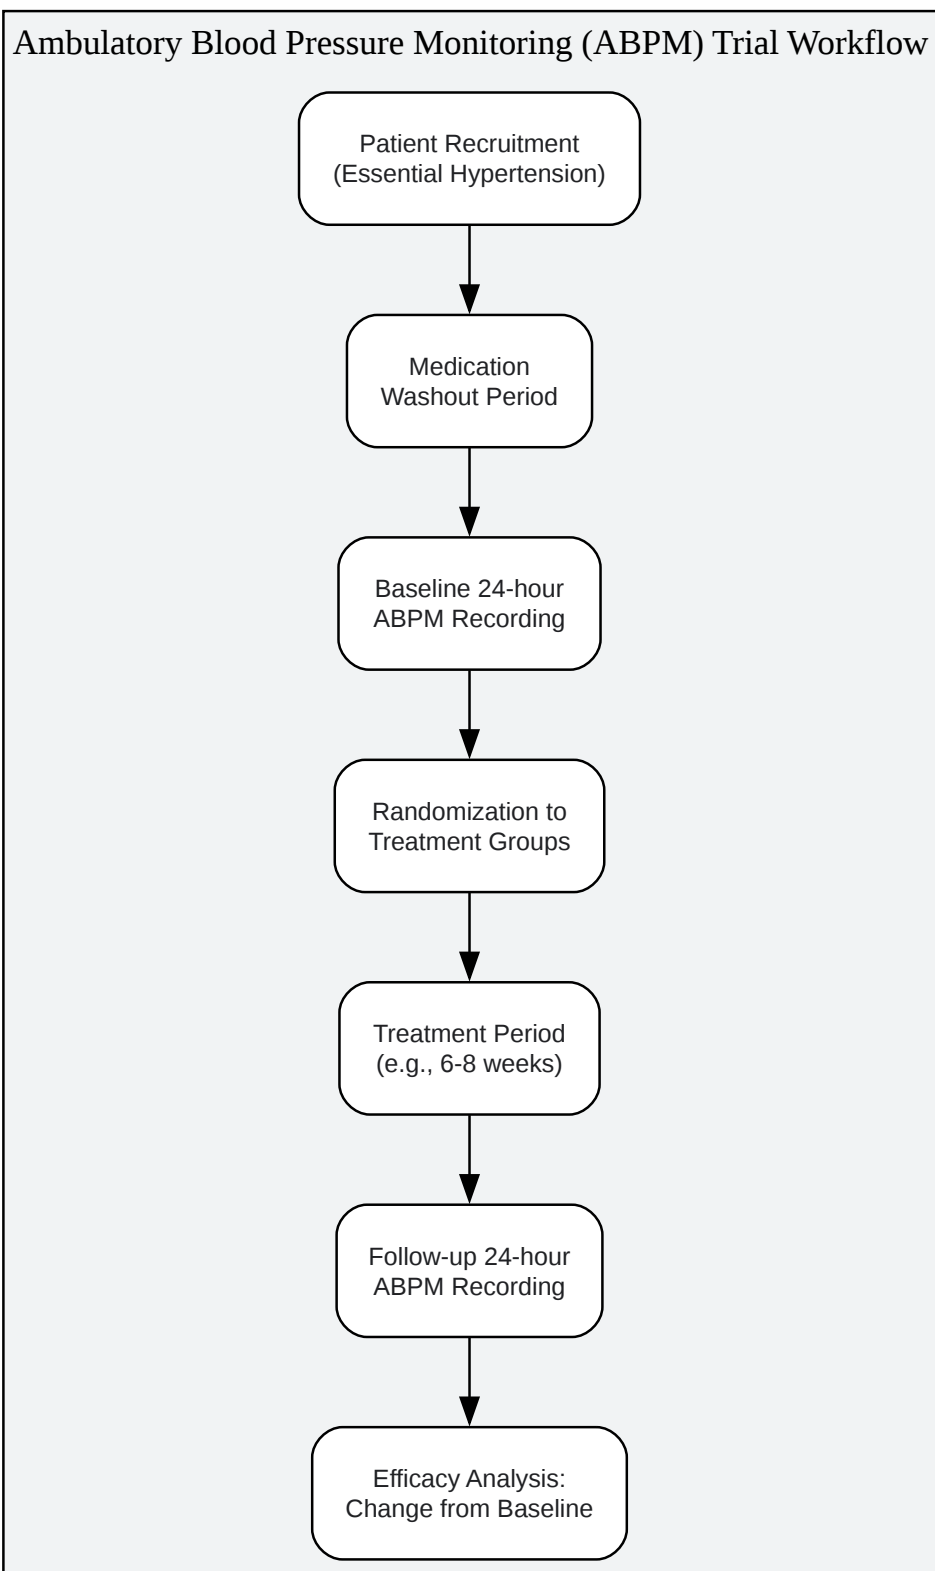 Ambulatory Blood Pressure Monitoring (ABPM) Trial Workflow
Patient Recruitment
(Essential Hypertension)
Medication
Washout Period
Baseline 24-hour
ABPM Recording
Randomization to
Treatment Groups
Treatment Period
(e.g., 6-8 weeks)
Follow-up 24-hour
ABPM Recording
Efficacy Analysis:
Change from Baseline